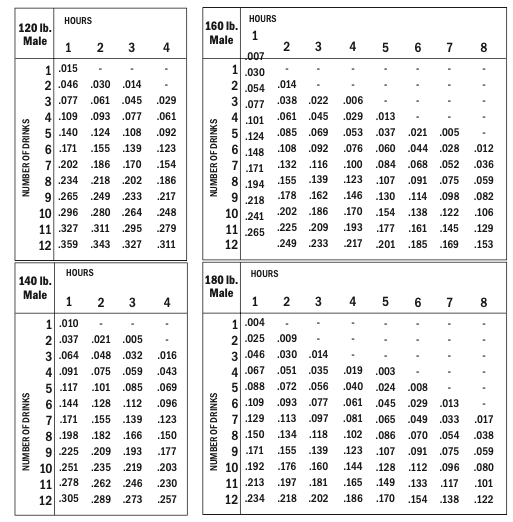 120 lb. Male
HOURS
1 2 3 4
NUMBER OF DRINKS
1 .015 - - -
2 .046 .030 .014 -
3 .077 .061 .045 .029
4 .109 .093 .077 .061
5 .140 .124 .108 .092
6 .171 .155 .139 .123
7 .202 .186 .170 .154
8 .234 .218 .202 .186
9 .265 .249 .233 .217
10 .296 .280 .264 .248
11 .327 .311 .295 .279
12 .359 .343 .327 .311
160 lb. Male
HOURS
1 2 3 4 5 6 7 8
.007
NUMBER OF DRINKS
1 .030 - - - - - - -
2 .054 .014 - - - - - -
3 .077 .038 .022 .006 - - - -
4 .101 .061 .045 .029 .013 - - -
5 .124 .085 .069 .053 .037 .021 .005 -
6 .148 .108 .092 .076 .060 .044 .028 .012
7 .171 .132 .116 .100 .084 .068 .052 .036
8 .194 .155 .139 .123 .107 .091 .075 .059
9 .218 .178 .162 .146 .130 .114 .098 .082
10 .241 .202 .186 .170 .154 .138 .122 .106
11 .265 .225 .209 .193 .177 .161 .145 .129
12 .249 .233 .217 .201 .185 .169 .153
140 lb. Male
HOURS
1 2 3 4
NUMBER OF DRINKS
1 .010 - - -
2 .037 .021 .005 -
3 .064 .048 .032 .016
4 .091 .075 .059 .043
5 .117 .101 .085 .069
6 .144 .128 .112 .096
7 .171 .155 .139 .123
8 .198 .182 .166 .150
9 .225 .209 .193 .177
10 .251 .235 .219 .203
11 .278 .262 .246 .230
12 .305 .289 .273 .257
180 lb. Male
HOURS
1 2 3 4 5 6 7 8
NUMBER OF DRINKS
1 .004 - - - - - - -
2 .025 .009 - - - - - -
3 .046 .030 .014 - - - - -
4 .067 .051 .035 .019 .003 - - -
5 .088 .072 .056 .040 .024 .008 - -
6 .109 .093 .077 .061 .045 .029 .013 -
7 .129 .113 .097 .081 .065 .049 .033 .017
8 .150 .134 .118 .102 .086 .070 .054 .038
9 .171 .155 .139 .123 .107 .091 .075 .059
10 .192 .176 .160 .144 .128 .112 .096 .080
11 .213 .197 .181 .165 .149 .133 .117 .101
12 .234 .218 .202 .186 .170 .154 .138 .122